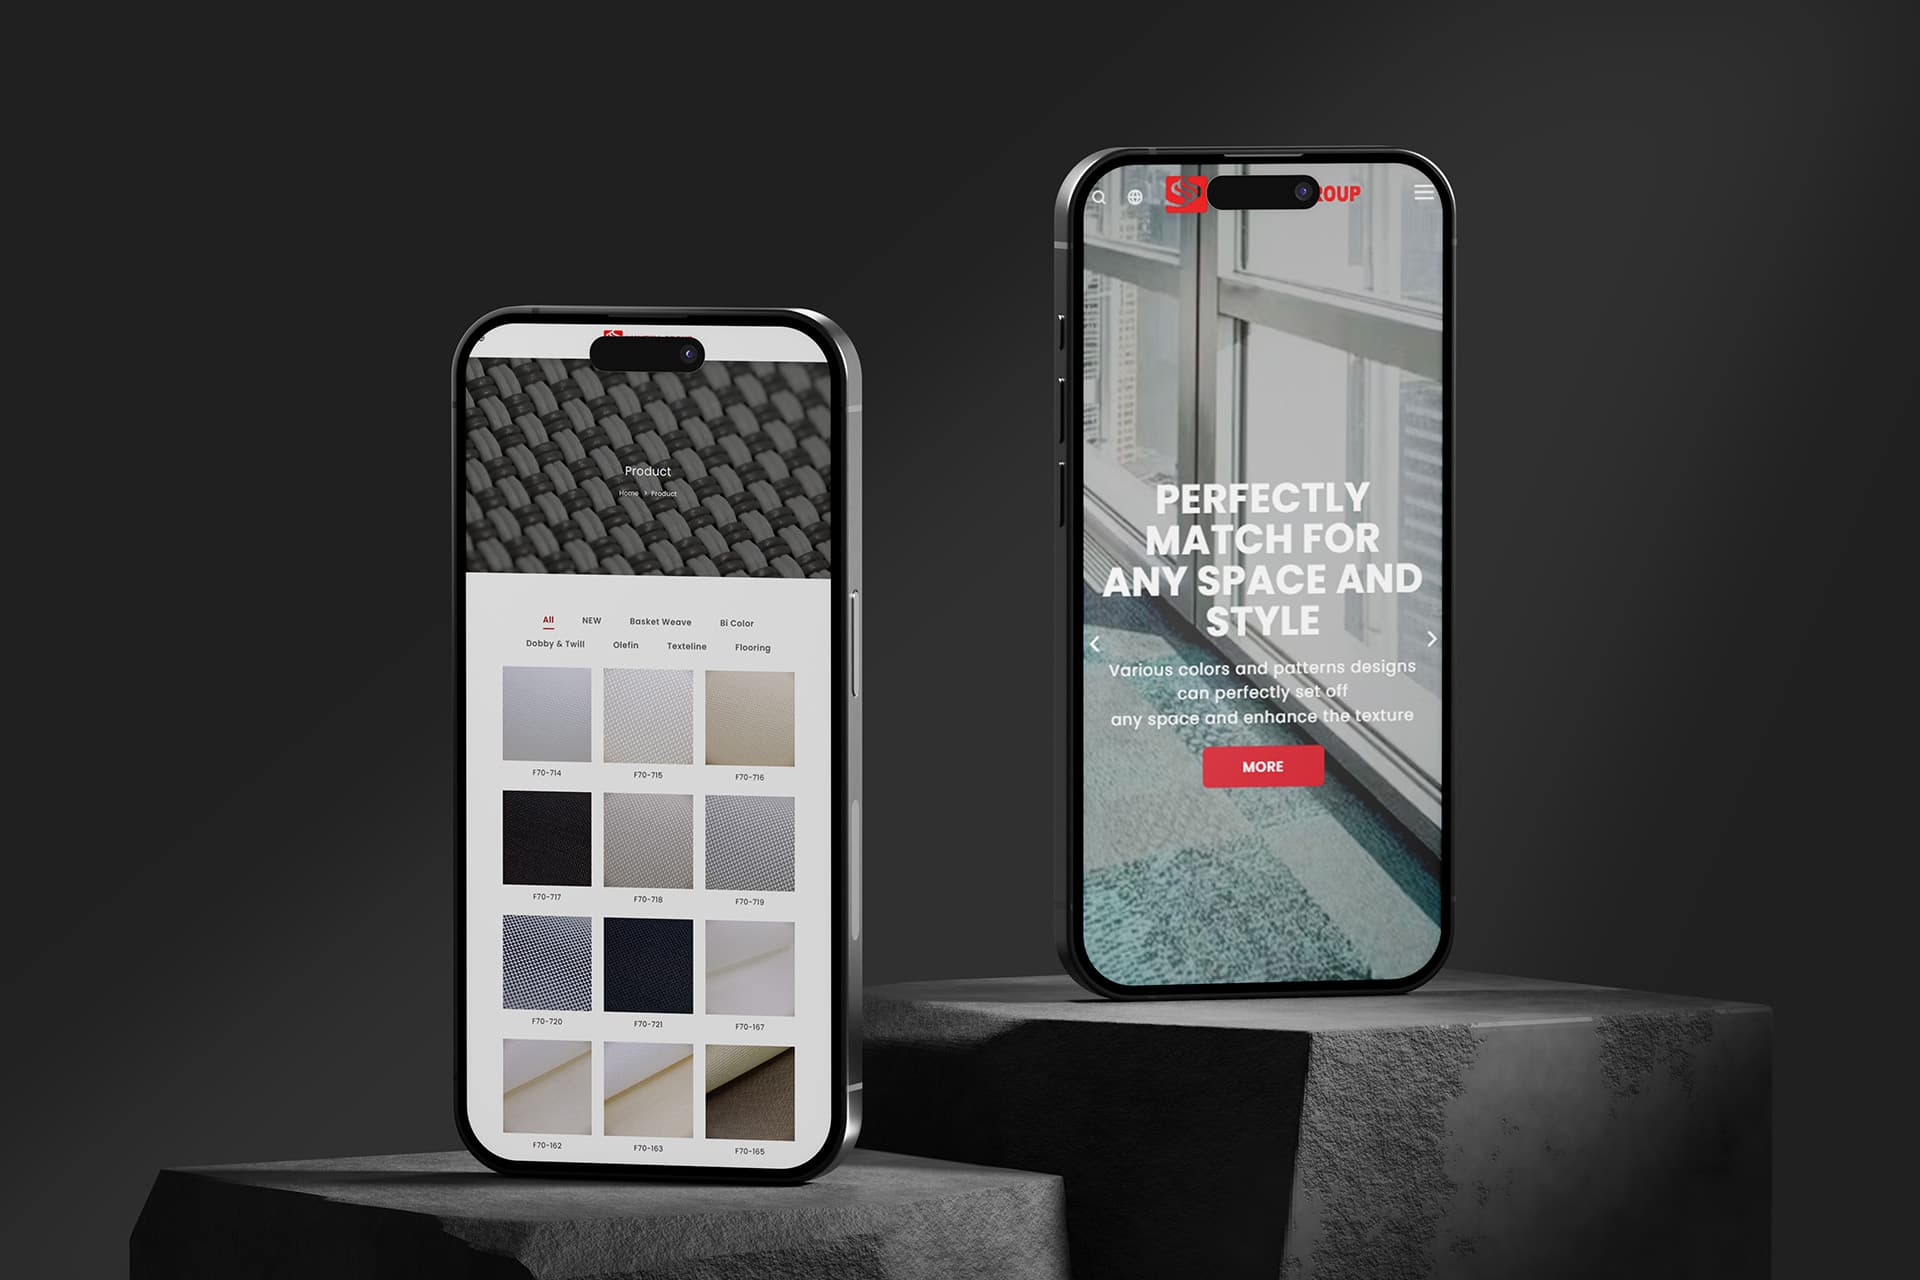 Product
Home > Product
All NEW Basket Weave Bi Color
Dobby & Twill Olefin Texteline Flooring
F70-714 F70-715 F70-716
F70-717 F70-718 F70-719
F70-720 F70-721 F70-167
F70-162 F70-163 F70-165
ROUP
PERFECTLY
MATCH FOR
ANY SPACE AND
STYLE
Various colors and patterns designs
can perfectly set off
any space and enhance the texture
MORE